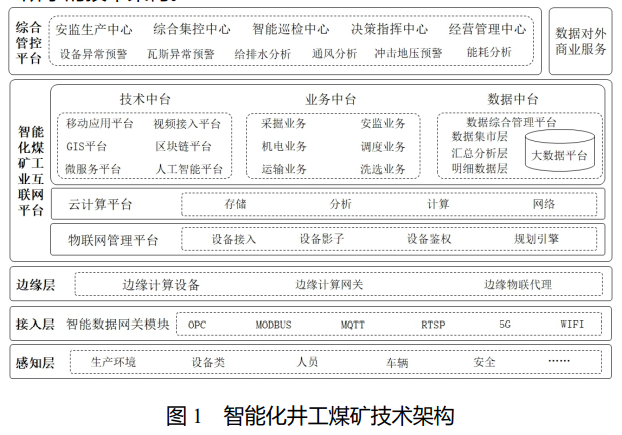 综合管控平台
安监生产中心 综合集控中心 智能巡检中心 决策指挥中心 经营管理中心
设备异常预警 瓦斯异常预警 给排水分析 通风分析 冲击地压预警 能耗分析
数据对外商业服务
智能化煤矿工业互联网平台
技术中台 业务中台 数据中台
移动应用平台 视频接入平台
GIS平台 区块链平台
微服务平台 人工智能平台
采掘业务 安监业务
机电业务 调度业务
运输业务 洗选业务
数据综合管理平台
数据集市层
汇总分析层
明细数据层
大数据平台
云计算平台 存储 分析 计算 网络
物联网管理平台 设备接入 设备影子 设备鉴权 规划引擎
边缘层 边缘计算设备 边缘计算网关 边缘物联代理
接入层 智能数据网关模块 OPC MODBUS MQTT RTSP 5G WIFI
感知层 生产环境 设备类 人员 车辆 安全 ……
图 1 智能化井工煤矿技术架构